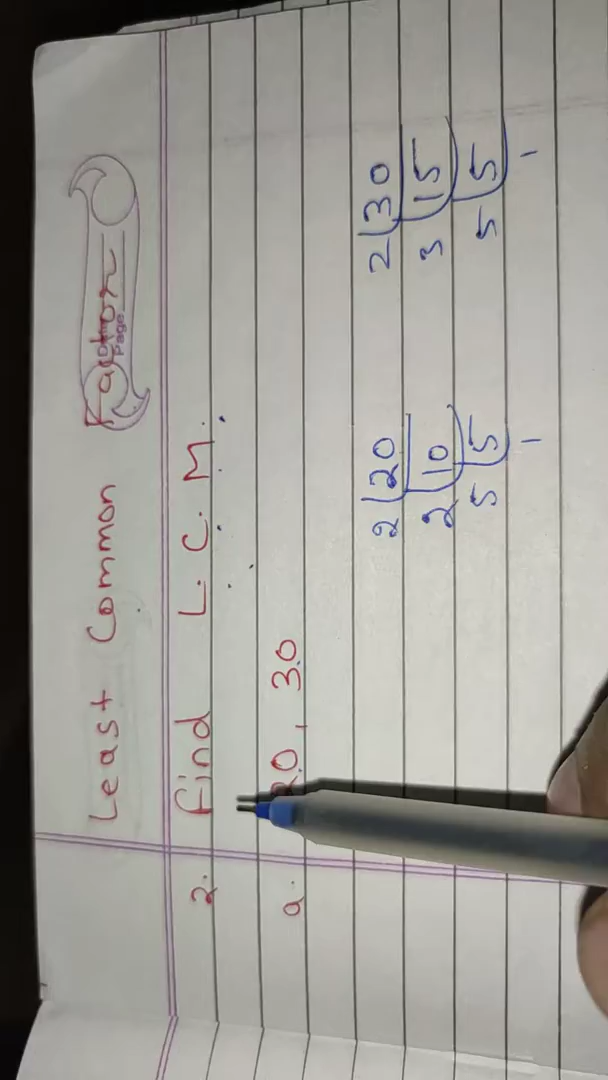 Least Common Factor
Page
2. find L.C.M.
a. 20, 30
2 20 2 30
2 10 3 15
5 5 5 5
1 1